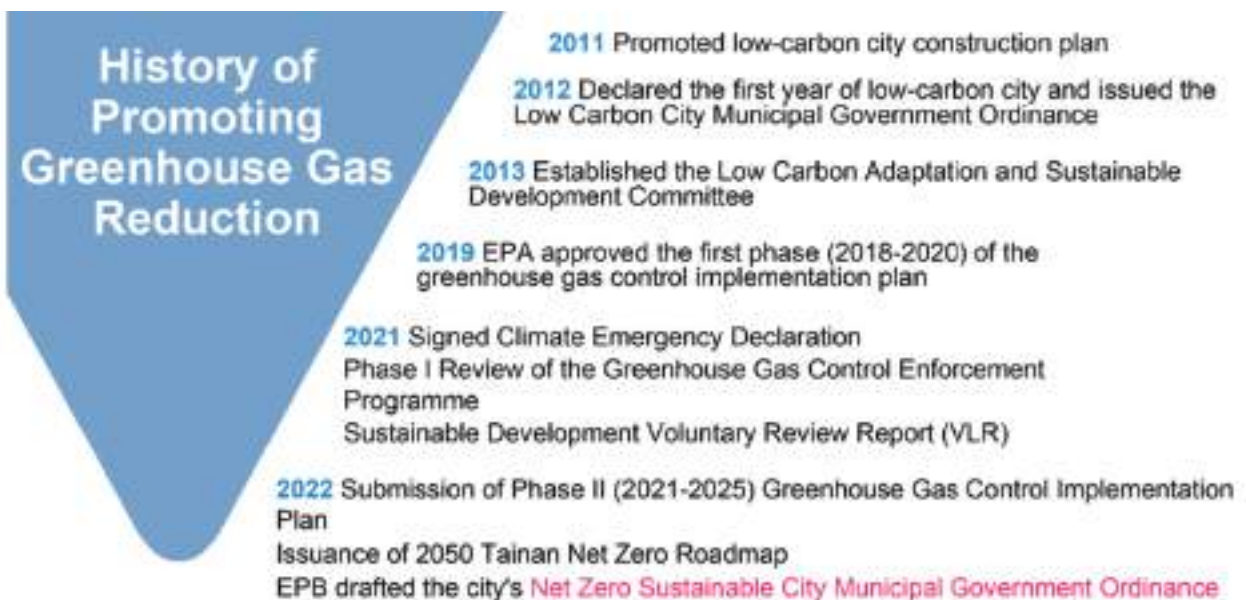 History of
Promoting
Greenhouse Gas
Reduction
2011 Promoted low-carbon city construction plan
2012 Declared the first year of low-carbon city and issued the
Low Carbon City Municipal Government Ordinance
2013 Established the Low Carbon Adaptation and Sustainable
Development Committee
2019 EPA approved the first phase (2018-2020) of the
greenhouse gas control implementation plan
2021 Signed Climate Emergency Declaration
Phase I Review of the Greenhouse Gas Control Enforcement
Programme
Sustainable Development Voluntary Review Report (VLR)
2022 Submission of Phase II (2021-2025) Greenhouse Gas Control Implementation
Plan
Issuance of 2050 Tainan Net Zero Roadmap
EPB drafted the city's Net Zero Sustainable City Municipal Government Ordinance